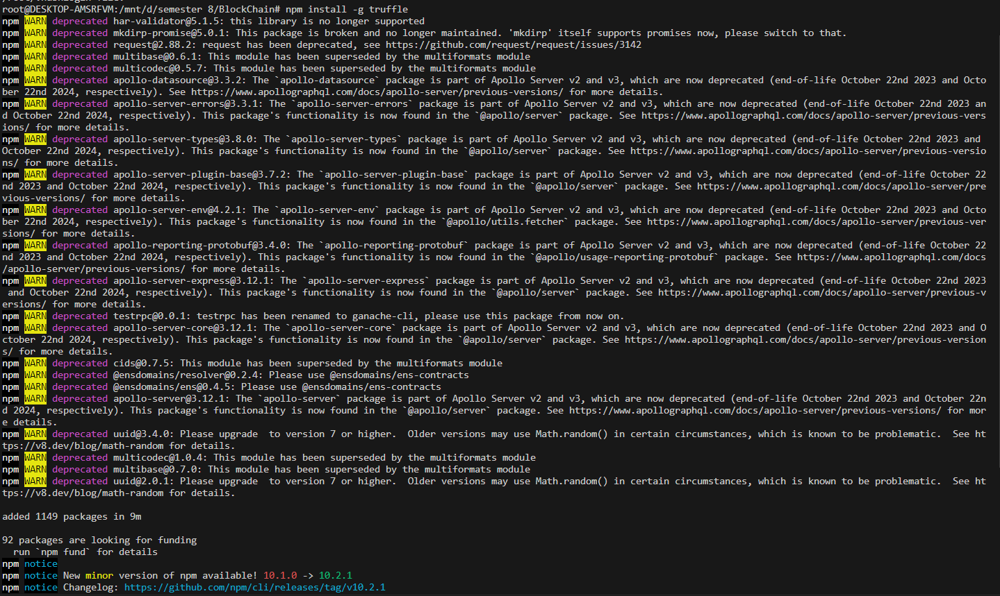 root@DESKTOP-AMSRFVM:/mnt/d/semester 8/BlockChain# npm install -g truffle
npm WARN deprecated har-validator@5.1.5: this library is no longer supported
npm WARN deprecated mkdirp-promise@5.0.1: This package is broken and no longer maintained. 'mkdirp' itself supports promises now, please switch to that.
npm WARN deprecated request@2.88.2: request has been deprecated, see https://github.com/request/request/issues/3142
npm WARN deprecated multibase@0.6.1: This module has been superseded by the multiformats module
npm WARN deprecated multicodec@0.5.7: This module has been superseded by the multiformats module
npm WARN deprecated apollo-datasource@3.3.2: The `apollo-datasource` package is part of Apollo Server v2 and v3, which are now deprecated (end-of-life October 22nd 2023 and Octo
ber 22nd 2024, respectively). See https://www.apollographql.com/docs/apollo-server/previous-versions/ for more details.
npm WARN deprecated apollo-server-errors@3.3.1: The `apollo-server-errors` package is part of Apollo Server v2 and v3, which are now deprecated (end-of-life October 22nd 2023 an
d October 22nd 2024, respectively). This package's functionality is now found in the `@apollo/server` package. See https://www.apollographql.com/docs/apollo-server/previous-vers
ions/ for more details.
npm WARN deprecated apollo-server-types@3.8.0: The `apollo-server-types` package is part of Apollo Server v2 and v3, which are now deprecated (end-of-life October 22nd 2023 and
October 22nd 2024, respectively). This package's functionality is now found in the `@apollo/server` package. See https://www.apollographql.com/docs/apollo-server/previous-versio
ns/ for more details.
npm WARN deprecated apollo-server-plugin-base@3.7.2: The `apollo-server-plugin-base` package is part of Apollo Server v2 and v3, which are now deprecated (end-of-life October 22
nd 2023 and October 22nd 2024, respectively). This package's functionality is now found in the `@apollo/server` package. See https://www.apollographql.com/docs/apollo-server/pre
vious-versions/ for more details.
npm WARN deprecated apollo-server-env@4.2.1: The `apollo-server-env` package is part of Apollo Server v2 and v3, which are now deprecated (end-of-life October 22nd 2023 and Octo
ber 22nd 2024, respectively). This package's functionality is now found in the `@apollo/utils.fetcher` package. See https://www.apollographql.com/docs/apollo-server/previous-ver
sions/ for more details.
npm WARN deprecated apollo-reporting-protobuf@3.4.0: The `apollo-reporting-protobuf` package is part of Apollo Server v2 and v3, which are now deprecated (end-of-life October 22
nd 2023 and October 22nd 2024, respectively). This package's functionality is now found in the `@apollo/usage-reporting-protobuf` package. See https://www.apollographql.com/docs
/apollo-server/previous-versions/ for more details.
npm WARN deprecated apollo-server-express@3.12.1: The `apollo-server-express` package is part of Apollo Server v2 and v3, which are now deprecated (end-of-life October 22nd 2023
and October 22nd 2024, respectively). This package's functionality is now found in the `@apollo/server` package. See https://www.apollographql.com/docs/apollo-server/previous-v
ersions/ for more details.
npm WARN deprecated testrpc@0.0.1: testrpc has been renamed to ganache-cli, please use this package from now on.
npm WARN deprecated apollo-server-core@3.12.1: The `apollo-server-core` package is part of Apollo Server v2 and v3, which are now deprecated (end-of-life October 22nd 2023 and O
ctober 22nd 2024, respectively). This package's functionality is now found in the `@apollo/server` package. See https://www.apollographql.com/docs/apollo-server/previous-version
s/ for more details.
npm WARN deprecated cids@0.7.5: This module has been superseded by the multiformats module
npm WARN deprecated @ensdomains/resolver@0.2.4: Please use @ensdomains/ens-contracts
npm WARN deprecated @ensdomains/ens@0.4.5: Please use @ensdomains/ens-contracts
npm WARN deprecated apollo-server@3.12.1: The `apollo-server` package is part of Apollo Server v2 and v3, which are now deprecated (end-of-life October 22nd 2023 and October 22n
d 2024, respectively). This package's functionality is now found in the `@apollo/server` package. See https://www.apollographql.com/docs/apollo-server/previous-versions/ for mor
e details.
npm WARN deprecated uuid@3.4.0: Please upgrade  to version 7 or higher.  Older versions may use Math.random() in certain circumstances, which is known to be problematic.  See ht
tps://v8.dev/blog/math-random for details.
npm WARN deprecated multicodec@1.0.4: This module has been superseded by the multiformats module
npm WARN deprecated multibase@0.7.0: This module has been superseded by the multiformats module
npm WARN deprecated uuid@2.0.1: Please upgrade  to version 7 or higher.  Older versions may use Math.random() in certain circumstances, which is known to be problematic.  See ht
tps://v8.dev/blog/math-random for details.
added 1149 packages in 9m
92 packages are looking for funding
run `npm fund` for details
npm notice
npm notice New minor version of npm available! 10.1.0 -> 10.2.1
npm notice Changelog: https://github.com/npm/cli/releases/tag/v10.2.1